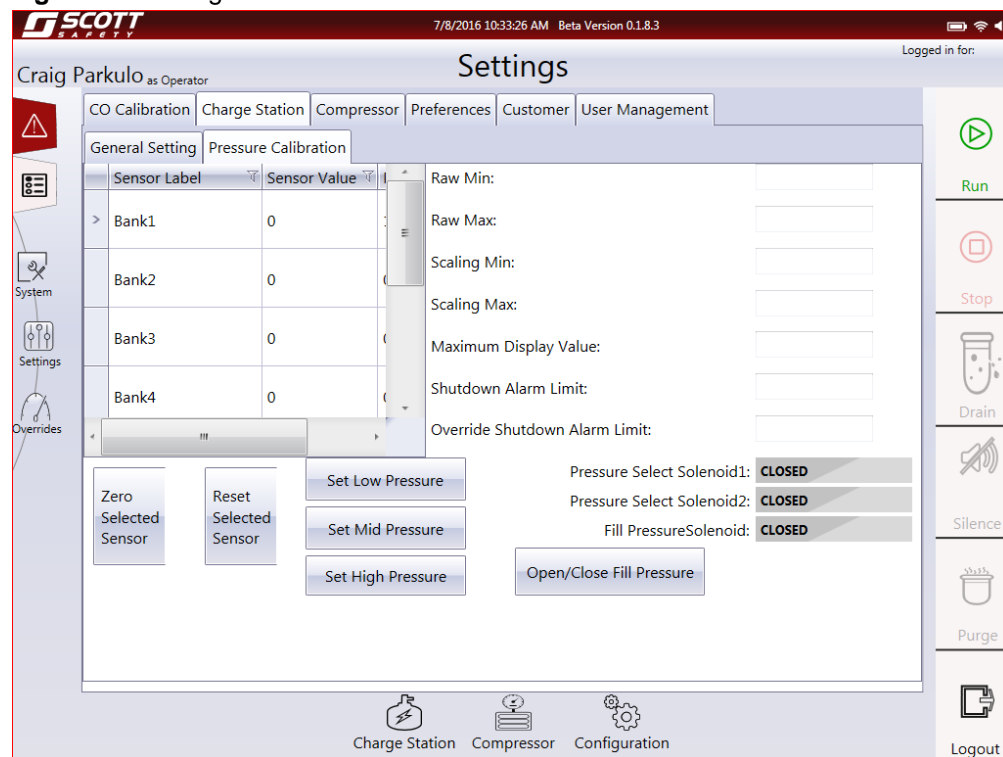 SCOTT
SAFETY
7/8/2016 10:33:26 AM Beta Version 0.1.8.3
Logged in for:
Craig Parkulo as Operator
Settings
CO Calibration
Charge Station
Compressor
Preferences
Customer
User Management
General Setting
Pressure Calibration
Sensor Label
Sensor Value
Bank1
0
Bank2
0
Bank3
0
Bank4
0
Raw Min:
Raw Max:
Scaling Min:
Scaling Max:
Maximum Display Value:
Shutdown Alarm Limit:
Override Shutdown Alarm Limit:
Zero
Selected
Sensor
Reset
Selected
Sensor
Set Low Pressure
Set Mid Pressure
Set High Pressure
Pressure Select Solenoid1: CLOSED
Pressure Select Solenoid2: CLOSED
Fill PressureSolenoid: CLOSED
Open/Close Fill Pressure
System
Settings
Overrides
Run
Stop
Drain
Silence
Purge
Logout
Charge Station
Compressor
Configuration